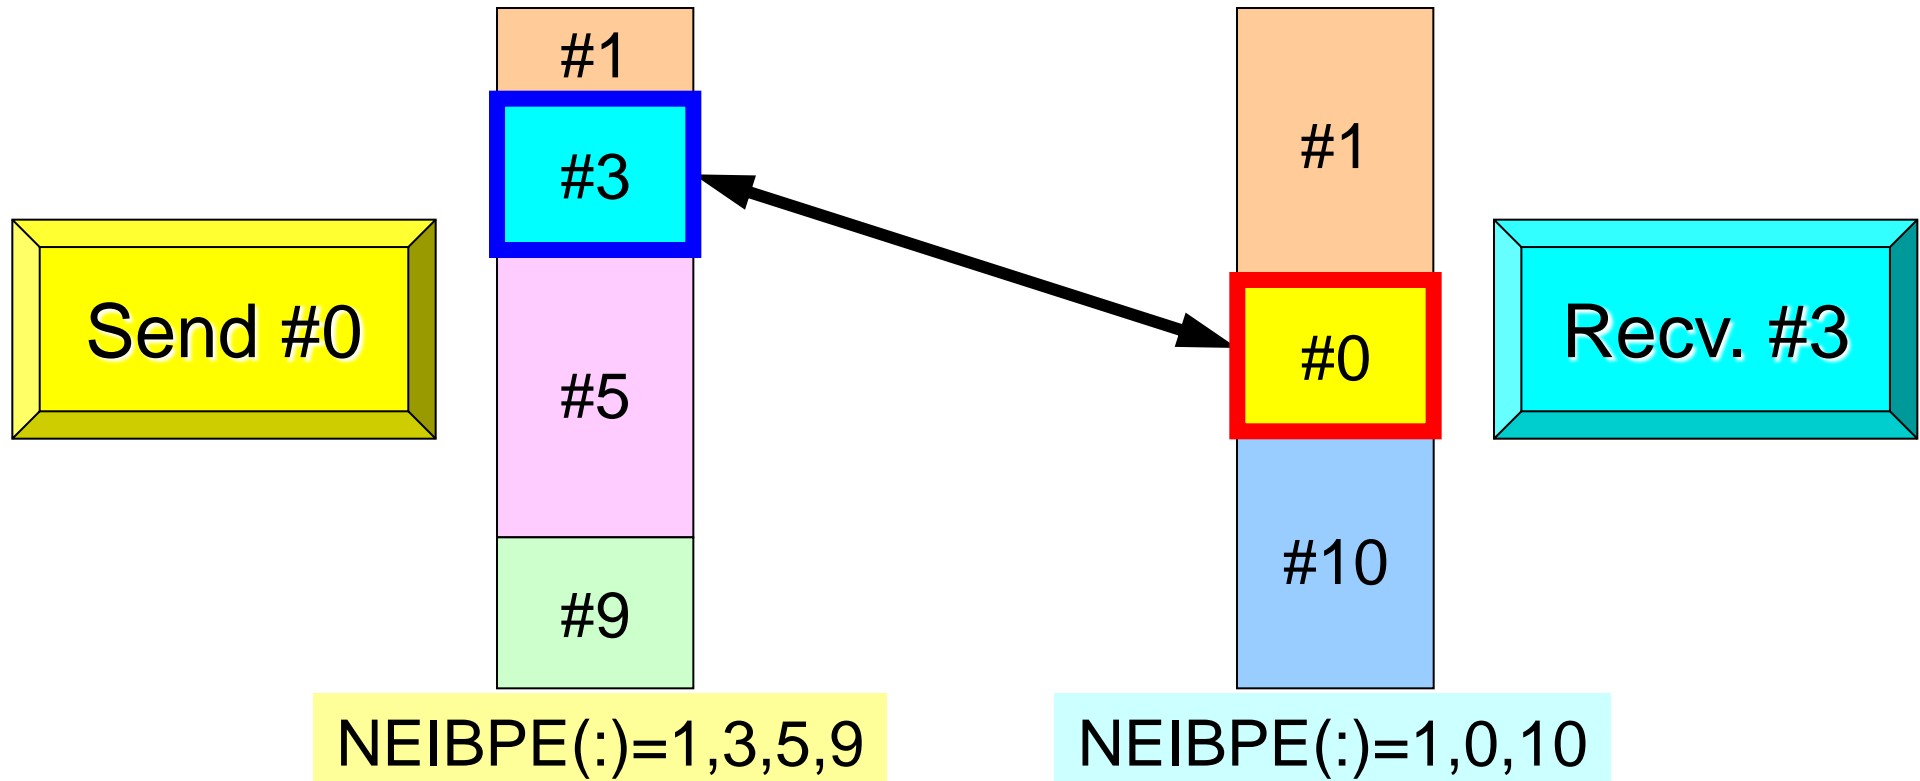 Send #0
#1
#3
#5
#9
NEIBPE(:)=1,3,5,9
#1
#0
#10
NEIBPE(:)=1,0,10
Recv. #3